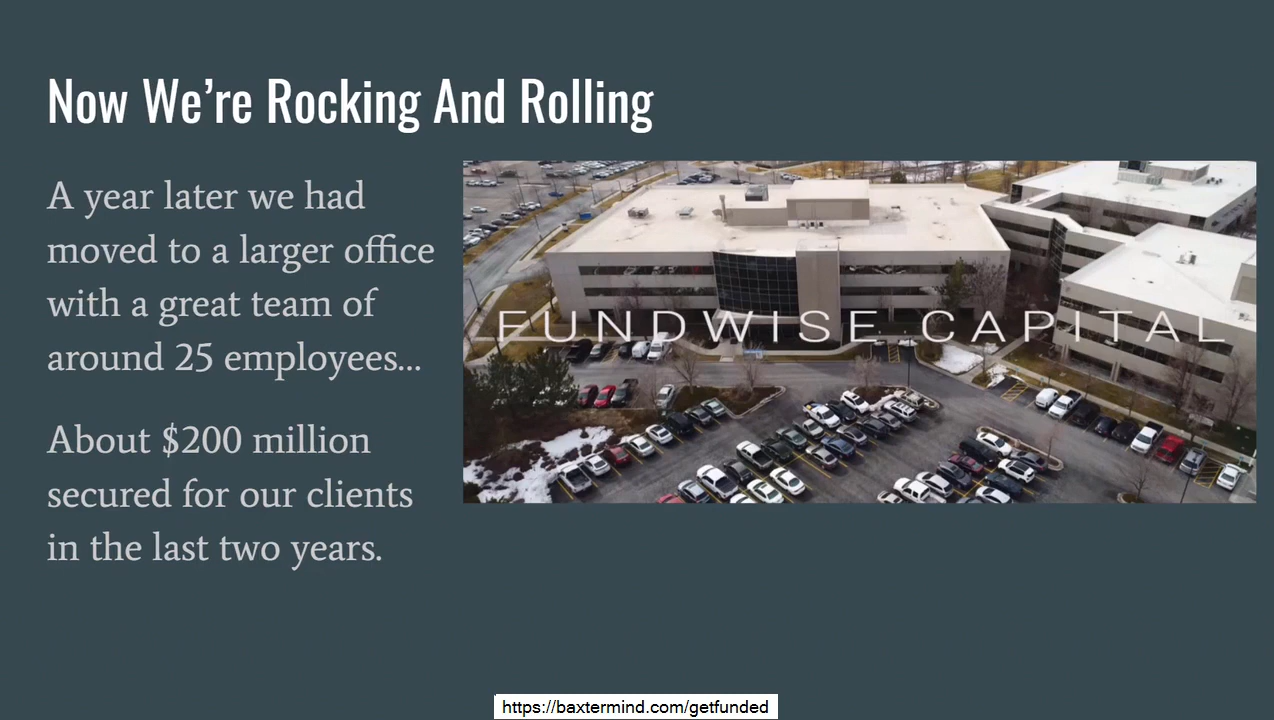 Now We’re Rocking And Rolling
A year later we had
moved to a larger office
with a great team of
around 25 employees...
About $200 million
secured for our clients
in the last two years.
FUNDWISE CAPITAL
https://baxtermind.com/getfunded